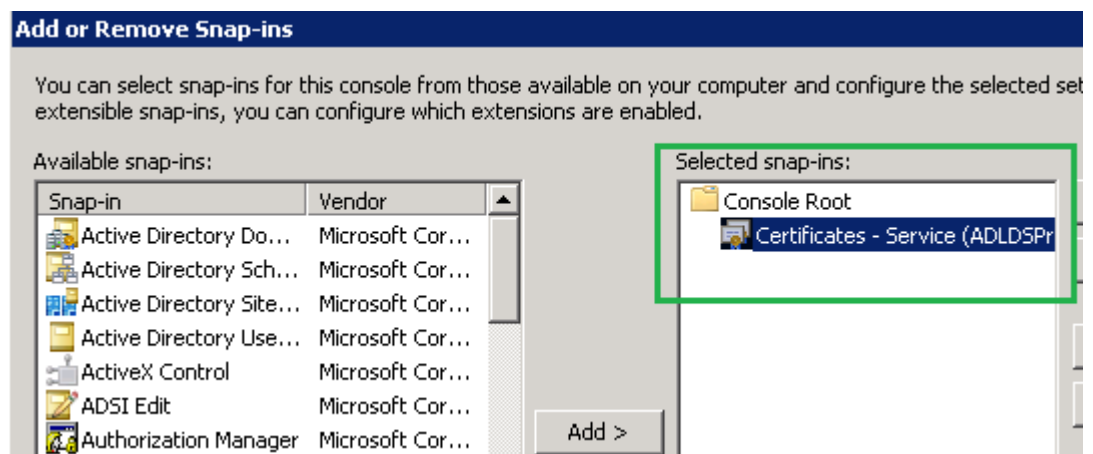 Add or Remove Snap-ins
You can select snap-ins for this console from those available on your computer and configure the selected set
extensible snap-ins, you can configure which extensions are enabled.
Available snap-ins:
Selected snap-ins:
Snap-in Vendor
Console Root
Active Directory Do... Microsoft Cor...
Certificates - Service (ADLDSPr
Active Directory Sch... Microsoft Cor...
Active Directory Site... Microsoft Cor...
Active Directory Use... Microsoft Cor...
ActiveX Control Microsoft Cor...
ADSI Edit Microsoft Cor...
Authorization Manager Microsoft Cor...
Add >